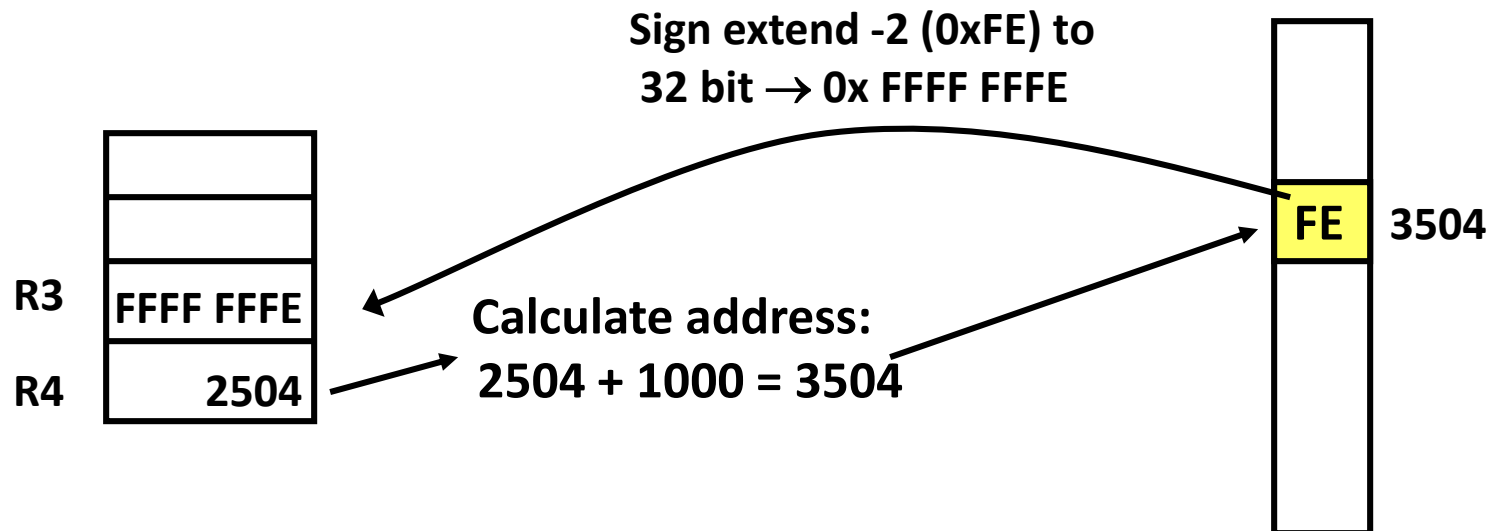 Sign extend -2 (0xFE) to
32 bit → 0x FFFF FFFE
FE 3504
R3 FFFF FFFE
Calculate address:
2504 + 1000 = 3504
R4 2504